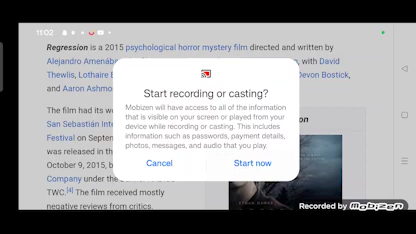 11:02
Regression is a 2015 psychological horror mystery film directed and written by
Alejandro Amenáb
with David
Thewlis, Lothaire B
Devon Bostick,
and Aaron Ashmo
Start recording or casting?
Mobizen will have access to all of the information
that is visible on your screen or played from your
device while recording or casting. This includes
information such as passwords, payment details,
photos, messages, and audio that you play.
Cancel
Start now
The film had its wo
San Sebastián Inte
Festival on Septem
was released in th
October 9, 2015, b
Company under the
TWC.[4] The film received mostly
negative reviews from critics.
Recorded by Mobizen